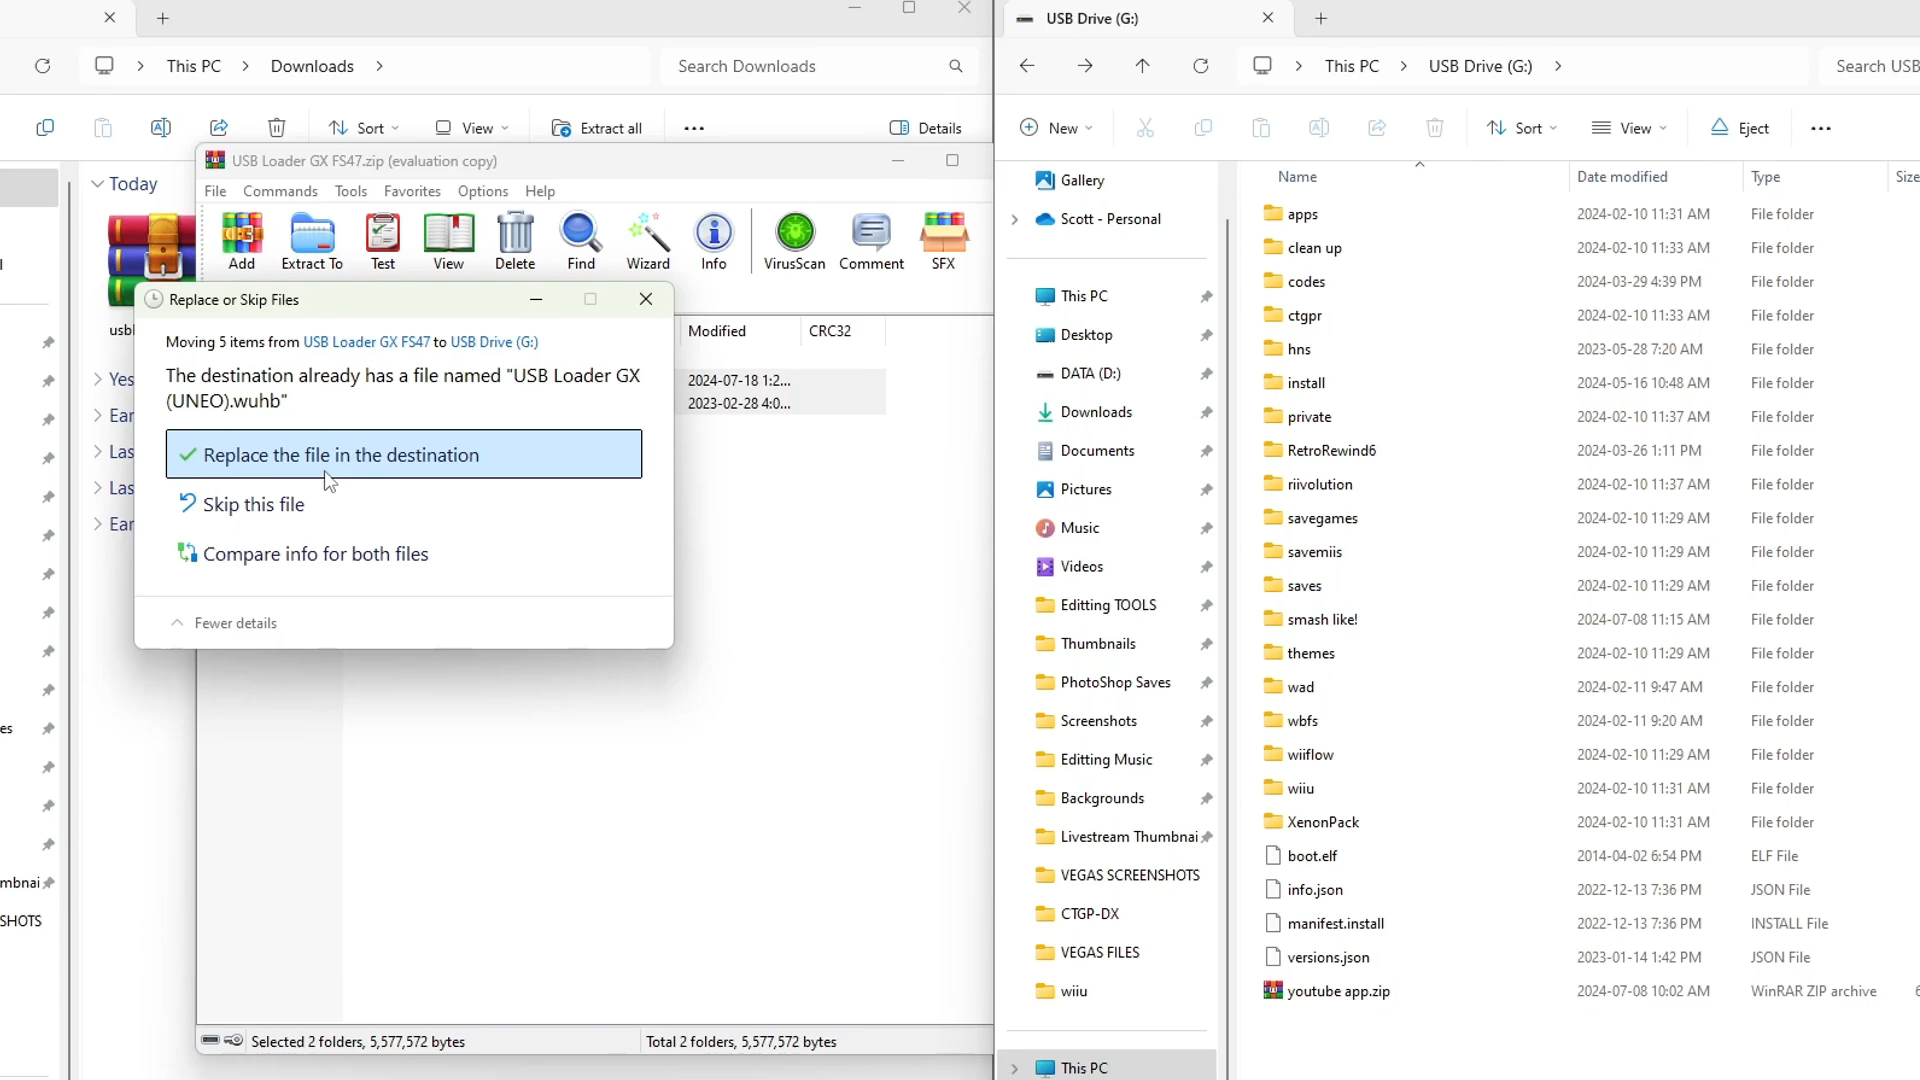 This PC
Downloads
Search Downloads
Sort
View
Extract all
Details
Today
USB Loader GX FS47.zip (evaluation copy)
File
Commands
Tools
Favorites
Options
Help
Add
Extract To
Test
View
Delete
Find
Wizard
Info
VirusScan
Comment
SFX
usb
Yes
Ear
Las
Las
Ear
es
mbnai
SHOTS
Modified
CRC32
2024-07-18 1:2...
2023-02-28 4:0...
Replace or Skip Files
Moving 5 items from USB Loader GX FS47 to USB Drive (G:)
The destination already has a file named "USB Loader GX
(UNEO).wuhb"
Replace the file in the destination
Skip this file
Compare info for both files
Fewer details
Selected 2 folders, 5,577,572 bytes
Total 2 folders, 5,577,572 bytes
USB Drive (G:)
This PC
USB Drive (G:)
Search USB
New
Sort
View
Eject
Gallery
Scott - Personal
This PC
Desktop
DATA (D:)
Downloads
Documents
Pictures
Music
Videos
Editting TOOLS
Thumbnails
PhotoShop Saves
Screenshots
Editting Music
Backgrounds
Livestream Thumbnai
VEGAS SCREENSHOTS
CTGP-DX
VEGAS FILES
wiiu
This PC
Name Date modified Type Size
apps 2024-02-10 11:31 AM File folder
clean up 2024-02-10 11:33 AM File folder
codes 2024-03-29 4:39 PM File folder
ctgpr 2024-02-10 11:33 AM File folder
hns 2023-05-28 7:20 AM File folder
install 2024-05-16 10:48 AM File folder
private 2024-02-10 11:37 AM File folder
RetroRewind6 2024-03-26 1:11 PM File folder
riivolution 2024-02-10 11:37 AM File folder
savegames 2024-02-10 11:29 AM File folder
savemiis 2024-02-10 11:29 AM File folder
saves 2024-02-10 11:29 AM File folder
smash like! 2024-07-08 11:15 AM File folder
themes 2024-02-10 11:29 AM File folder
wad 2024-02-11 9:47 AM File folder
wbfs 2024-02-11 9:20 AM File folder
wiiflow 2024-02-10 11:29 AM File folder
wiiu 2024-02-10 11:31 AM File folder
XenonPack 2024-02-10 11:31 AM File folder
boot.elf 2014-04-02 6:54 PM ELF File
info.json 2022-12-13 7:36 PM JSON File
manifest.install 2022-12-13 7:36 PM INSTALL File
versions.json 2023-01-14 1:42 PM JSON File
youtube app.zip 2024-07-08 10:02 AM WinRAR ZIP archive